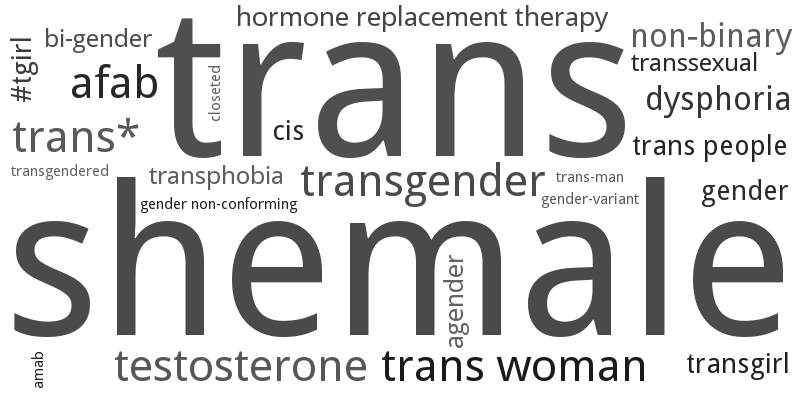 hormone replacement therapy
#tgirl
bi-gender
trans
non-binary
transsexual
afab
closeted
dysphoria
trans*
cis
trans people
transgendered
transphobia
transgender
trans-man
gender
gender non-conforming
gender-variant
shemale
agender
amab
testosterone
trans woman
transgirl